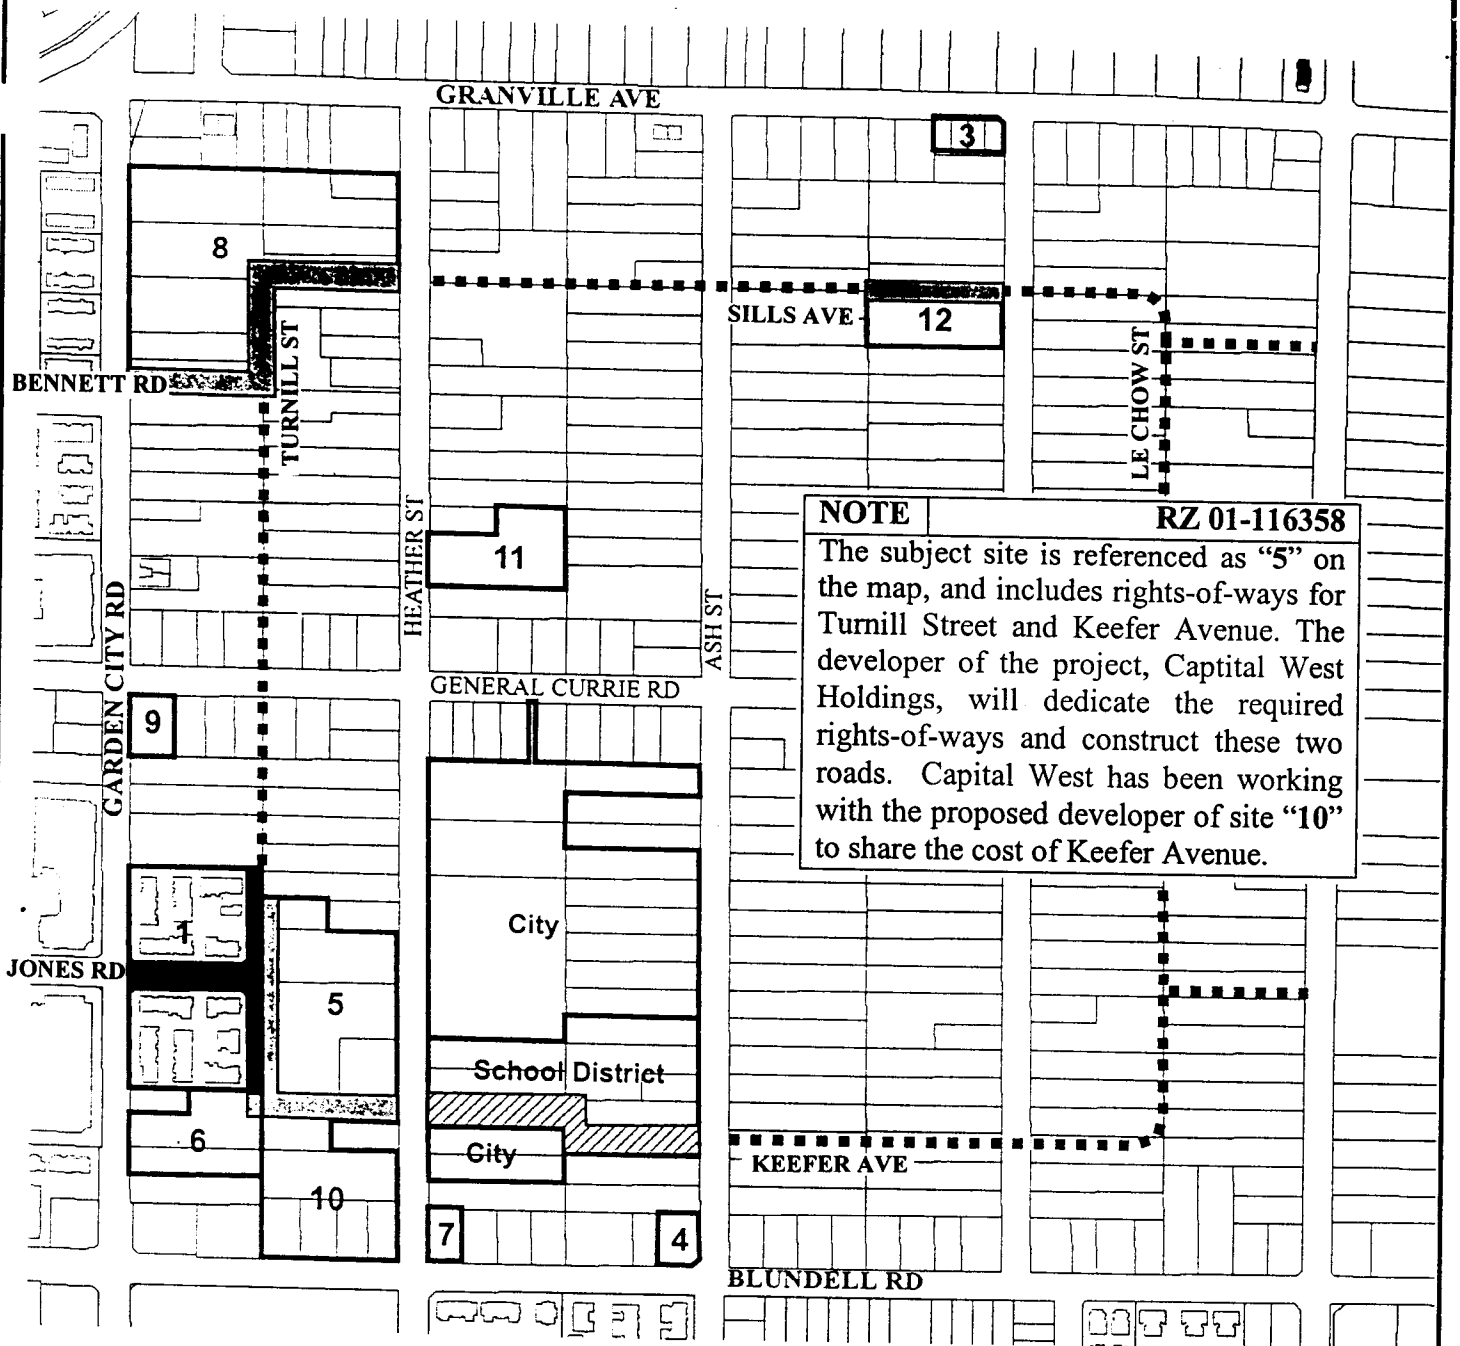 GRANVILLE AVE
3
8
SILLS AVE
12
TURNILL ST
BENNETT RD
LE CHOW ST
HEATHER ST
11
NOTE RZ 01-116358
The subject site is referenced as “5” on
the map, and includes rights-of-ways for
Turnill Street and Keefer Avenue. The
developer of the project, Captital West
Holdings, will dedicate the required
rights-of-ways and construct these two
roads. Capital West has been working
with the proposed developer of site “10”
to share the cost of Keefer Avenue.
ASH ST
GARDEN CITY RD
GENERAL CURRIE RD
9
1
City
JONES RD
5
School District
6
City
KEEFER AVE
10
7
4
BLUNDELL RD